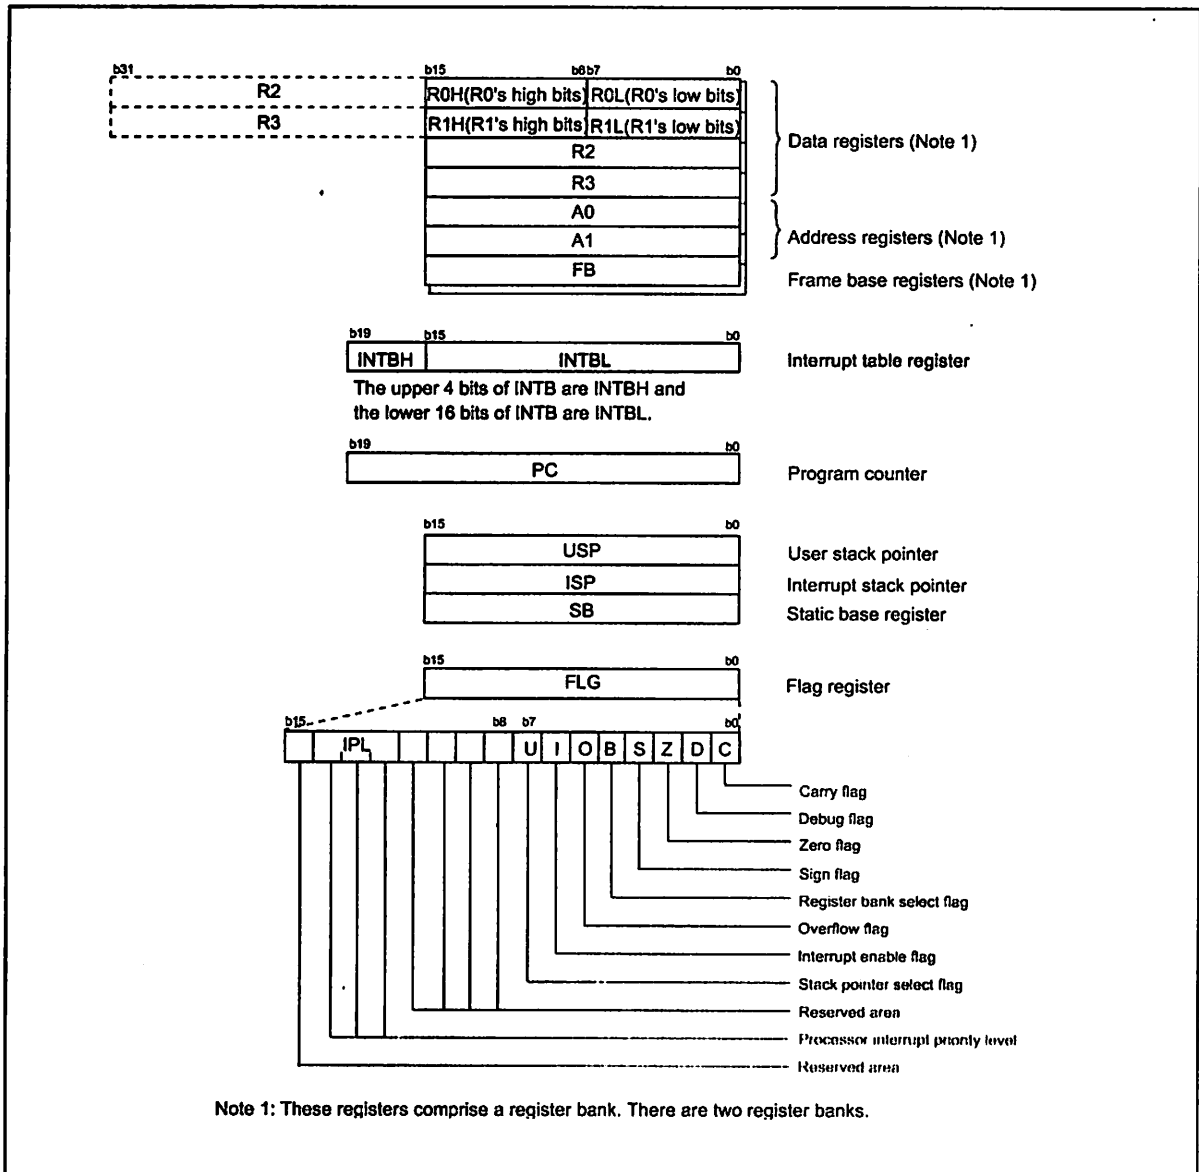 b31 b15 b8b7 b0
R2 R0H(R0's high bits) R0L(R0's low bits)
R3 R1H(R1's high bits) R1L(R1's low bits)
R2
R3
Data registers (Note 1)
A0
A1
Address registers (Note 1)
FB
Frame base registers (Note 1)
b19 b15 b0
INTBH INTBL Interrupt table register
The upper 4 bits of INTB are INTBH and
the lower 16 bits of INTB are INTBL.
b19 b0
PC Program counter
b15 b0
USP User stack pointer
ISP Interrupt stack pointer
SB Static base register
b15 b0
FLG Flag register
b15 b8 b7 b0
IPL U I O B S Z D C
Carry flag
Debug flag
Zero flag
Sign flag
Register bank select flag
Overflow flag
Interrupt enable flag
Stack pointer select flag
Reserved area
Processor interrupt priority level
Reserved area
Note 1: These registers comprise a register bank. There are two register banks.